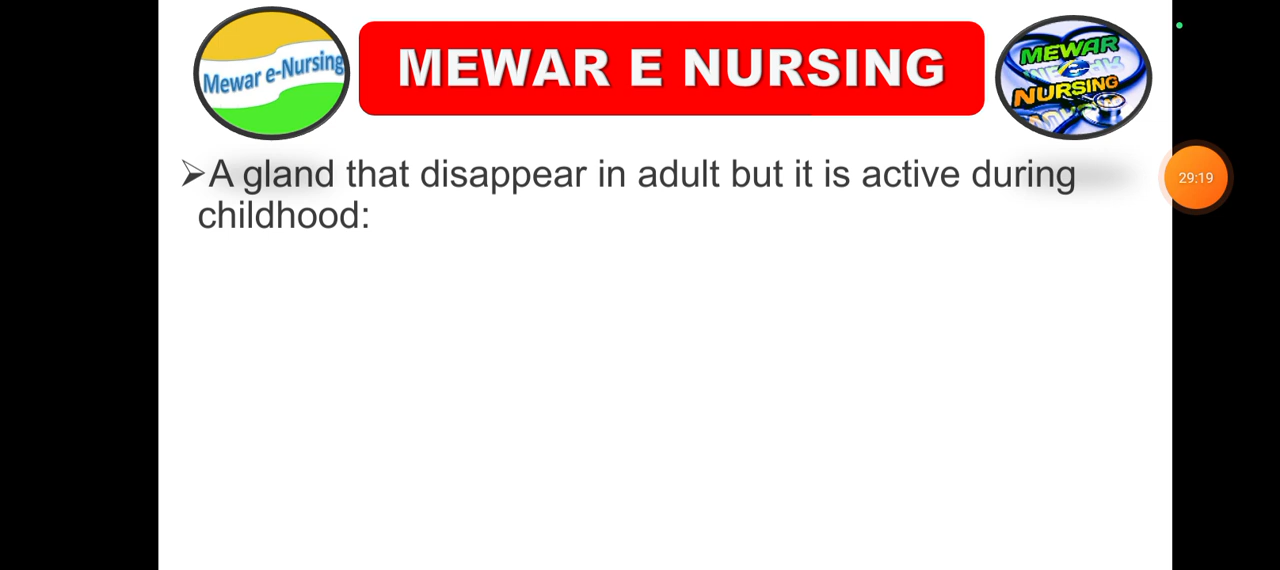 Mewar e-Nursing
MEWAR E NURSING
MEWAR
NURSING
➢A gland that disappear in adult but it is active during
childhood:
29:19